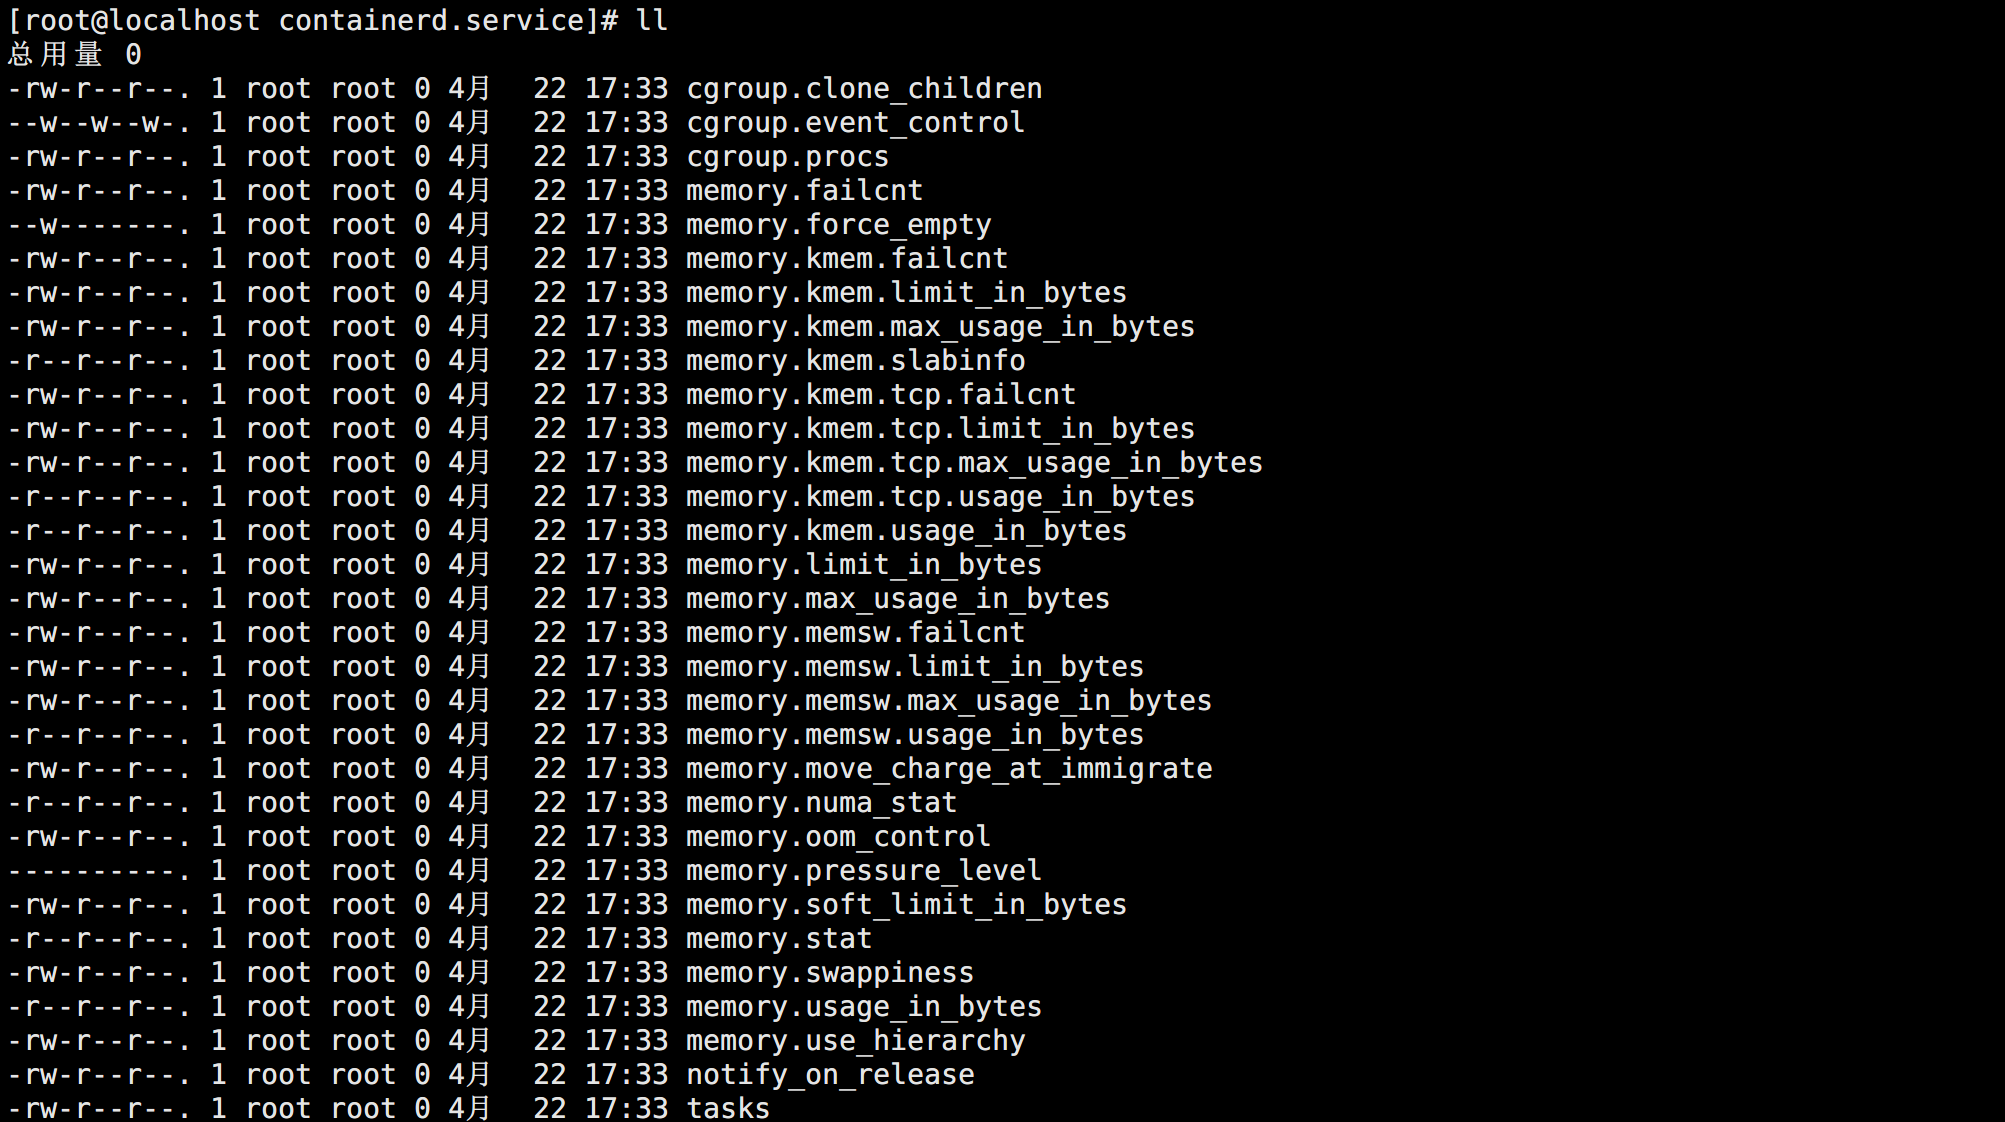 [root@localhost containerd.service]# ll
总用量 0
-rw-r--r--. 1 root root 0 4月  22 17:33 cgroup.clone_children
--w--w--w-. 1 root root 0 4月  22 17:33 cgroup.event_control
-rw-r--r--. 1 root root 0 4月  22 17:33 cgroup.procs
-rw-r--r--. 1 root root 0 4月  22 17:33 memory.failcnt
--w-------. 1 root root 0 4月  22 17:33 memory.force_empty
-rw-r--r--. 1 root root 0 4月  22 17:33 memory.kmem.failcnt
-rw-r--r--. 1 root root 0 4月  22 17:33 memory.kmem.limit_in_bytes
-rw-r--r--. 1 root root 0 4月  22 17:33 memory.kmem.max_usage_in_bytes
-r--r--r--. 1 root root 0 4月  22 17:33 memory.kmem.slabinfo
-rw-r--r--. 1 root root 0 4月  22 17:33 memory.kmem.tcp.failcnt
-rw-r--r--. 1 root root 0 4月  22 17:33 memory.kmem.tcp.limit_in_bytes
-rw-r--r--. 1 root root 0 4月  22 17:33 memory.kmem.tcp.max_usage_in_bytes
-r--r--r--. 1 root root 0 4月  22 17:33 memory.kmem.tcp.usage_in_bytes
-r--r--r--. 1 root root 0 4月  22 17:33 memory.kmem.usage_in_bytes
-rw-r--r--. 1 root root 0 4月  22 17:33 memory.limit_in_bytes
-rw-r--r--. 1 root root 0 4月  22 17:33 memory.max_usage_in_bytes
-rw-r--r--. 1 root root 0 4月  22 17:33 memory.memsw.failcnt
-rw-r--r--. 1 root root 0 4月  22 17:33 memory.memsw.limit_in_bytes
-rw-r--r--. 1 root root 0 4月  22 17:33 memory.memsw.max_usage_in_bytes
-r--r--r--. 1 root root 0 4月  22 17:33 memory.memsw.usage_in_bytes
-rw-r--r--. 1 root root 0 4月  22 17:33 memory.move_charge_at_immigrate
-r--r--r--. 1 root root 0 4月  22 17:33 memory.numa_stat
-rw-r--r--. 1 root root 0 4月  22 17:33 memory.oom_control
----------. 1 root root 0 4月  22 17:33 memory.pressure_level
-rw-r--r--. 1 root root 0 4月  22 17:33 memory.soft_limit_in_bytes
-r--r--r--. 1 root root 0 4月  22 17:33 memory.stat
-rw-r--r--. 1 root root 0 4月  22 17:33 memory.swappiness
-r--r--r--. 1 root root 0 4月  22 17:33 memory.usage_in_bytes
-rw-r--r--. 1 root root 0 4月  22 17:33 memory.use_hierarchy
-rw-r--r--. 1 root root 0 4月  22 17:33 notify_on_release
-rw-r--r--. 1 root root 0 4月  22 17:33 tasks